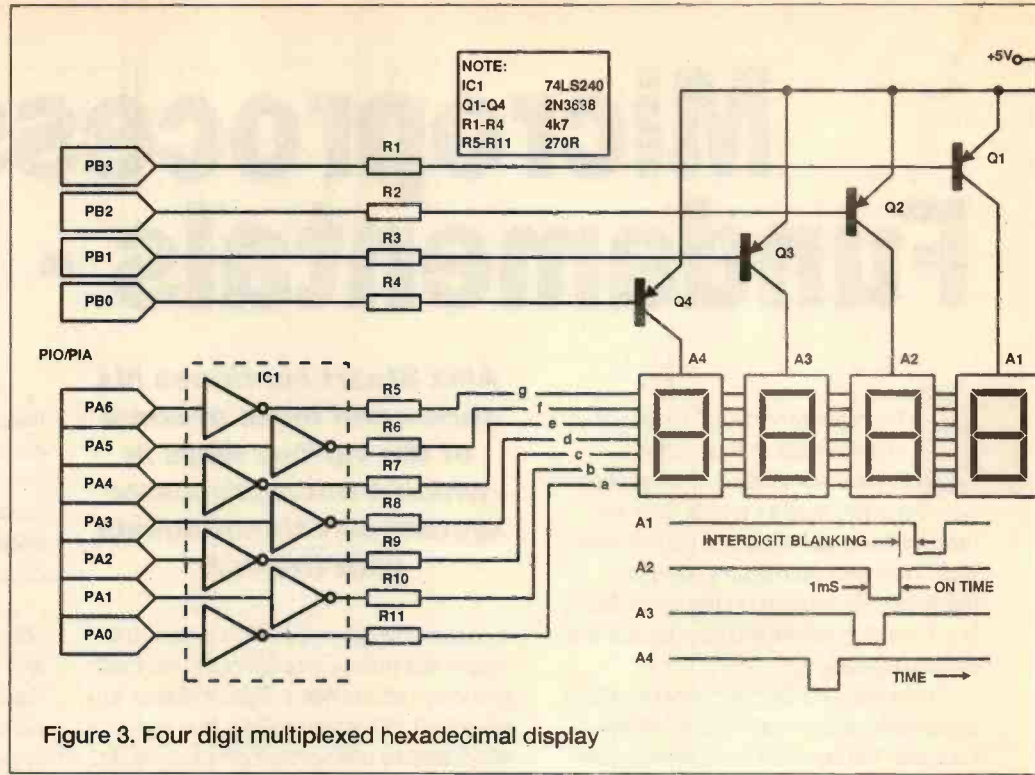 NOTE:
IC1 74LS240
Q1-Q4 2N3638
R1-R4 4k7
R5-R11 270R
+5V
PB3
R1
Q1
PB2
R2
Q2
PB1
R3
Q3
PB0
R4
Q4
PIO/PIA
IC1
A4
A3
A2
A1
PA6
R5
g
PA5
R6
f
e
PA4
R7
d
PA3
R8
c
PA2
R9
b
PA1
R10
a
PA0
R11
A1
INTERDIGIT BLANKING
A2
1mS
ON TIME
A3
A4
TIME
Figure 3. Four digit multiplexed hexadecimal display